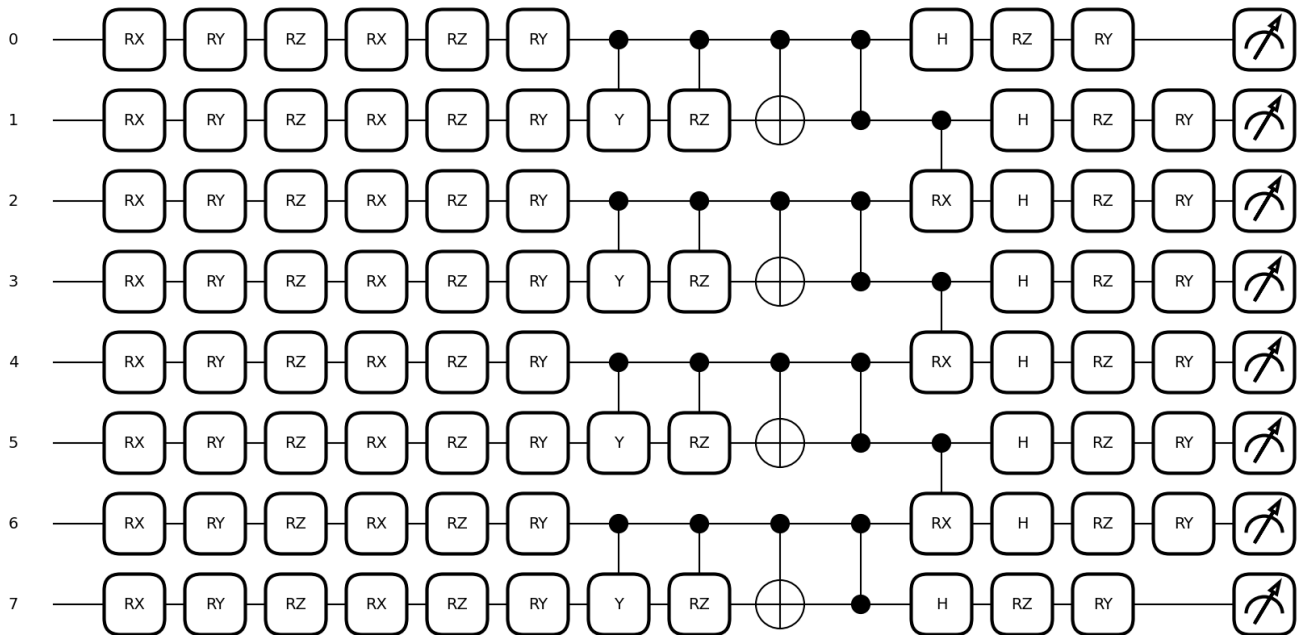 0 RX RY RZ RX RZ RY H RZ RY
1 RX RY RZ RX RZ RY Y RZ H RZ RY
2 RX RY RZ RX RZ RY RX H RZ RY
3 RX RY RZ RX RZ RY Y RZ H RZ RY
4 RX RY RZ RX RZ RY RX H RZ RY
5 RX RY RZ RX RZ RY Y RZ H RZ RY
6 RX RY RZ RX RZ RY RX H RZ RY
7 RX RY RZ RX RZ RY Y RZ H RZ RY